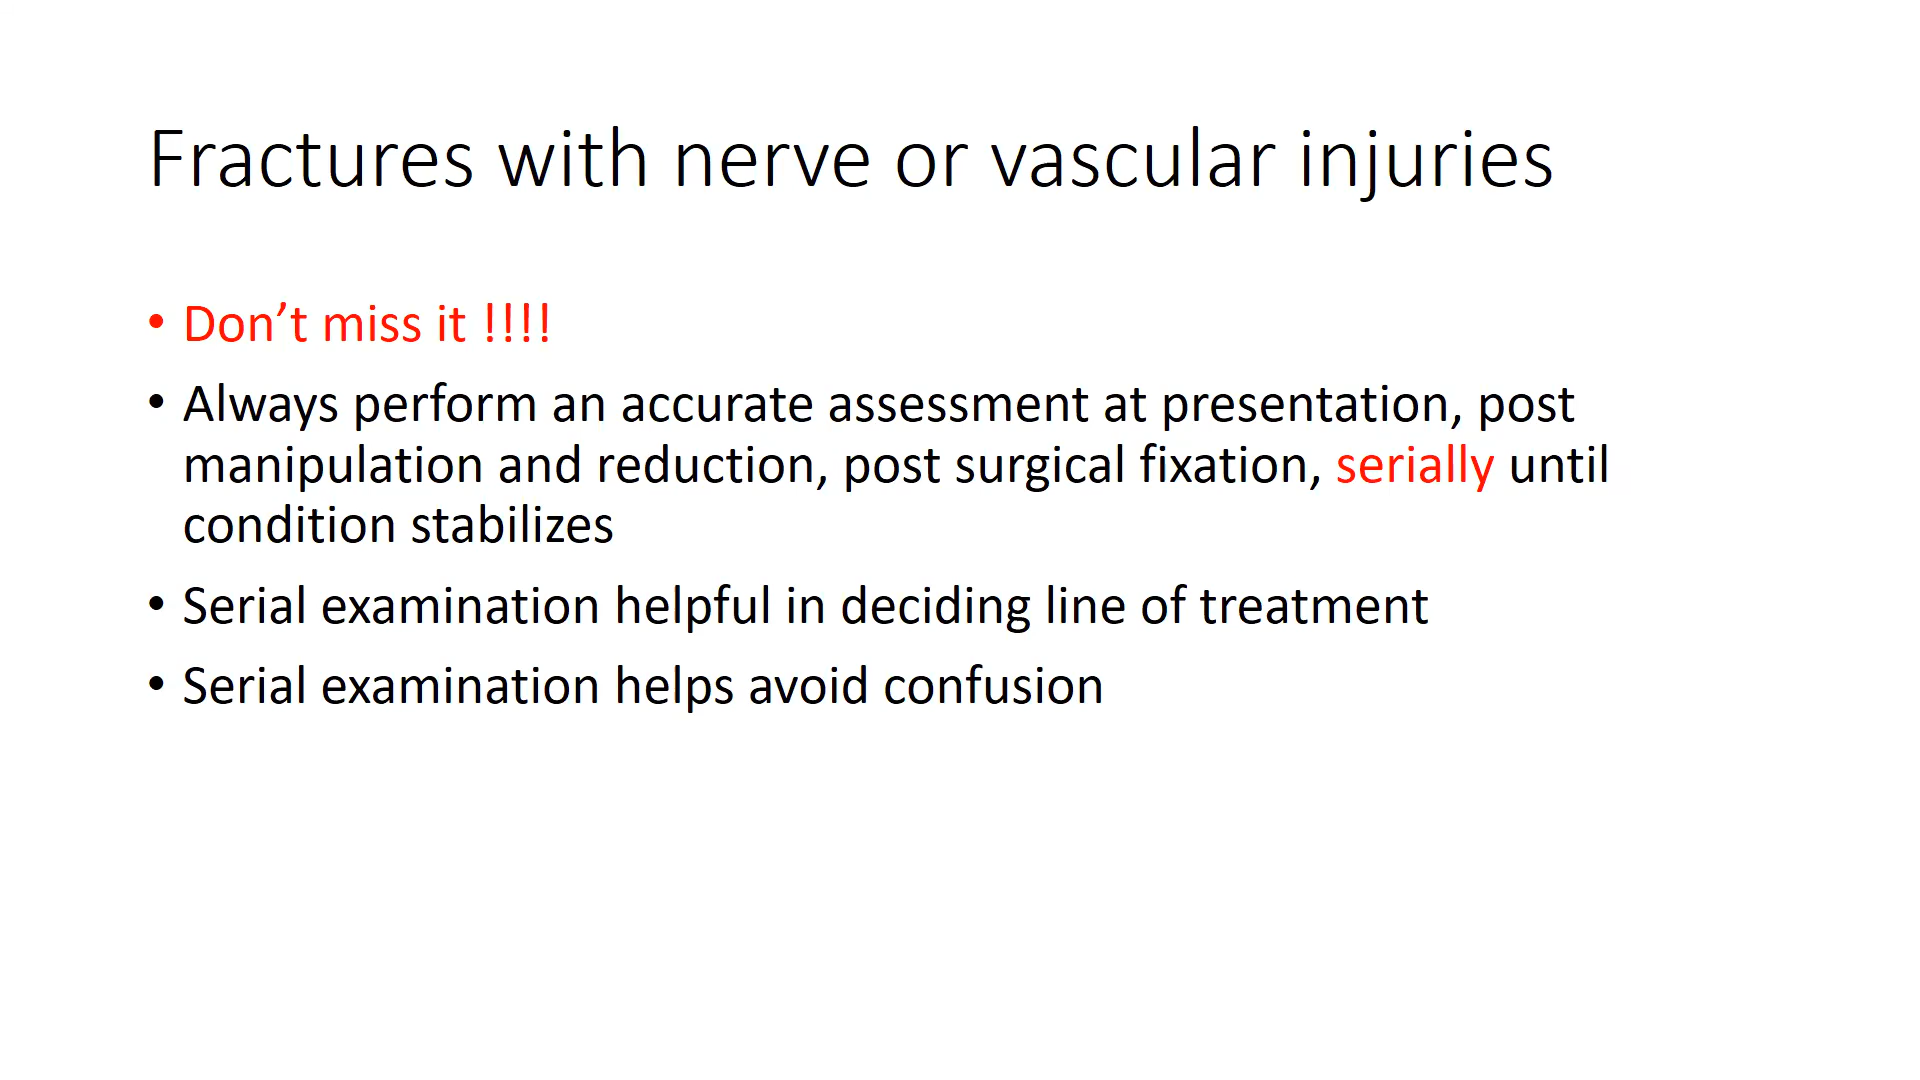 Fractures with nerve or vascular injuries
• Don’t miss it !!!!
• Always perform an accurate assessment at presentation, post
manipulation and reduction, post surgical fixation, serially until
condition stabilizes
• Serial examination helpful in deciding line of treatment
• Serial examination helps avoid confusion